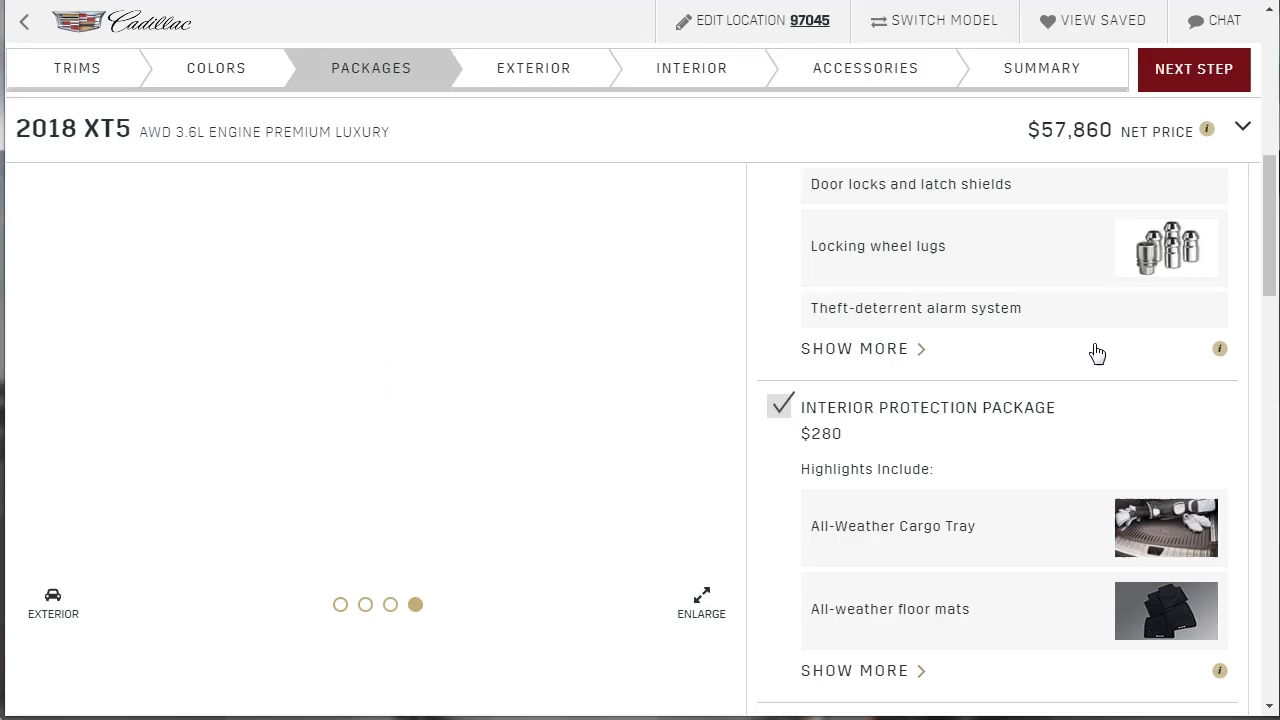 Cadillac
EDIT LOCATION 97045
SWITCH MODEL
VIEW SAVED
CHAT
TRIMS
COLORS
PACKAGES
EXTERIOR
INTERIOR
ACCESSORIES
SUMMARY
NEXT STEP
2018 XT5 AWD 3.6L ENGINE PREMIUM LUXURY
$57,860 NET PRICE i
Door locks and latch shields
Locking wheel lugs
Theft-deterrent alarm system
SHOW MORE
i
INTERIOR PROTECTION PACKAGE
$280
Highlights Include:
All-Weather Cargo Tray
All-weather floor mats
SHOW MORE
i
EXTERIOR
ENLARGE